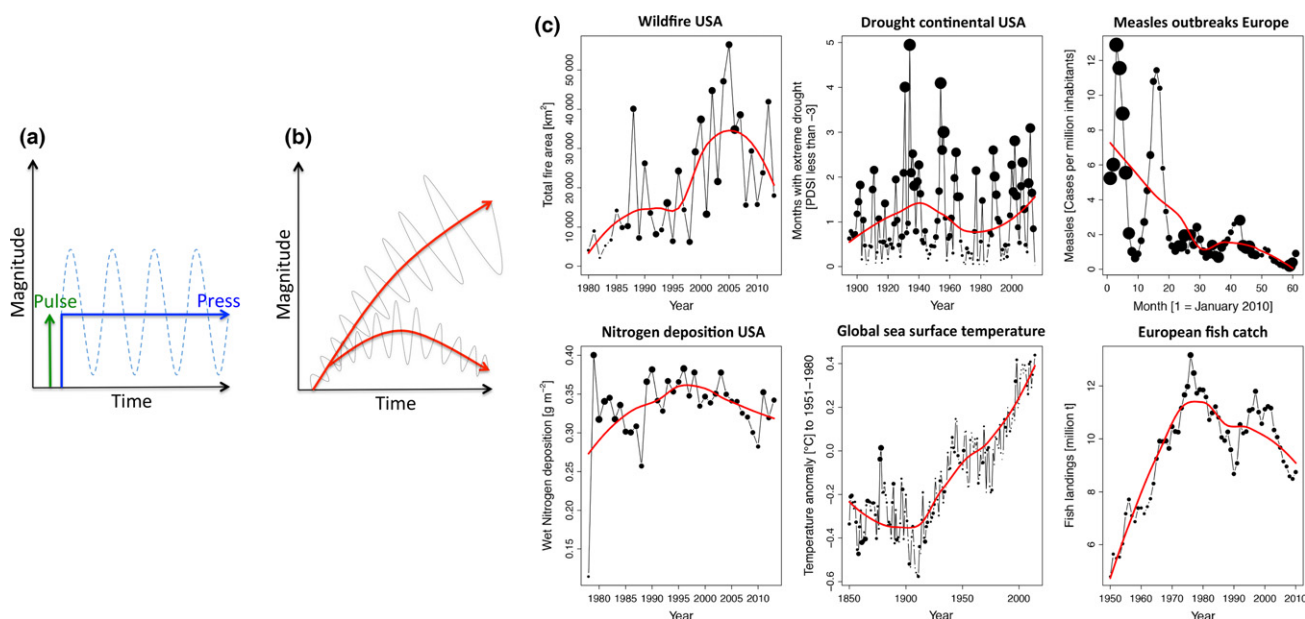 (a)
Magnitude
Pulse
Press
Time
(b)
Magnitude
Time
(c)
Wildfire USA
Total fire area [km²]
0
10 000
20 000
30 000
40 000
50 000
1980 1985 1990 1995 2000 2005 2010
Year
Drought continental USA
Months with extreme drought
[PDSI less than −3]
0
1
2
3
4
5
1900 1920 1940 1960 1980 2000
Year
Measles outbreaks Europe
Measles [Cases per million inhabitants]
0
2
4
6
8
10
12
0 10 20 30 40 50 60
Month [1 = January 2010]
Nitrogen deposition USA
Wet Nitrogen deposition [g m⁻²]
0.15
0.20
0.25
0.30
0.35
0.40
1980 1985 1990 1995 2000 2005 2010
Year
Global sea surface temperature
Temperature anomaly [°C] to 1951−1980
−0.6
−0.4
−0.2
0.0
0.2
0.4
1850 1900 1950 2000
Year
European fish catch
Fish landings [million t]
6
8
10
12
1950 1960 1970 1980 1990 2000 2010
Year